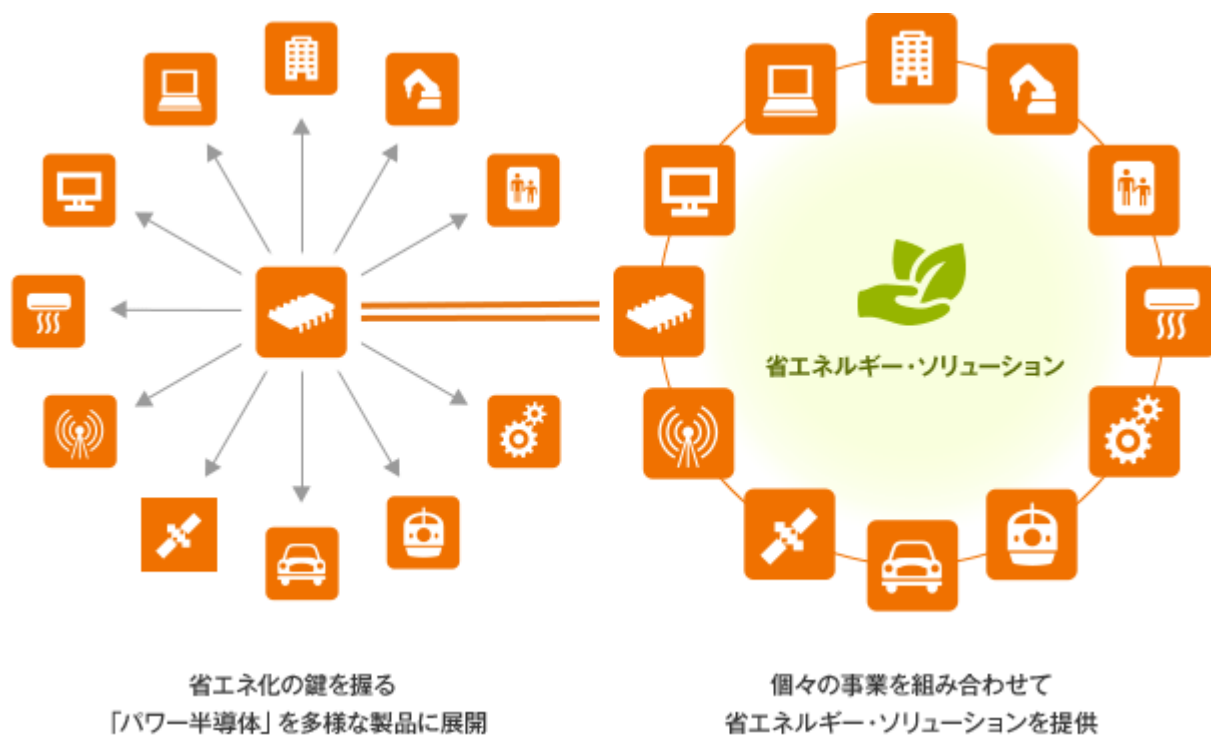 省エネルギー・ソリューション
省エネ化の鍵を握る
「パワー半導体」を多様な製品に展開
個々の事業を組み合わせて
省エネルギー・ソリューションを提供